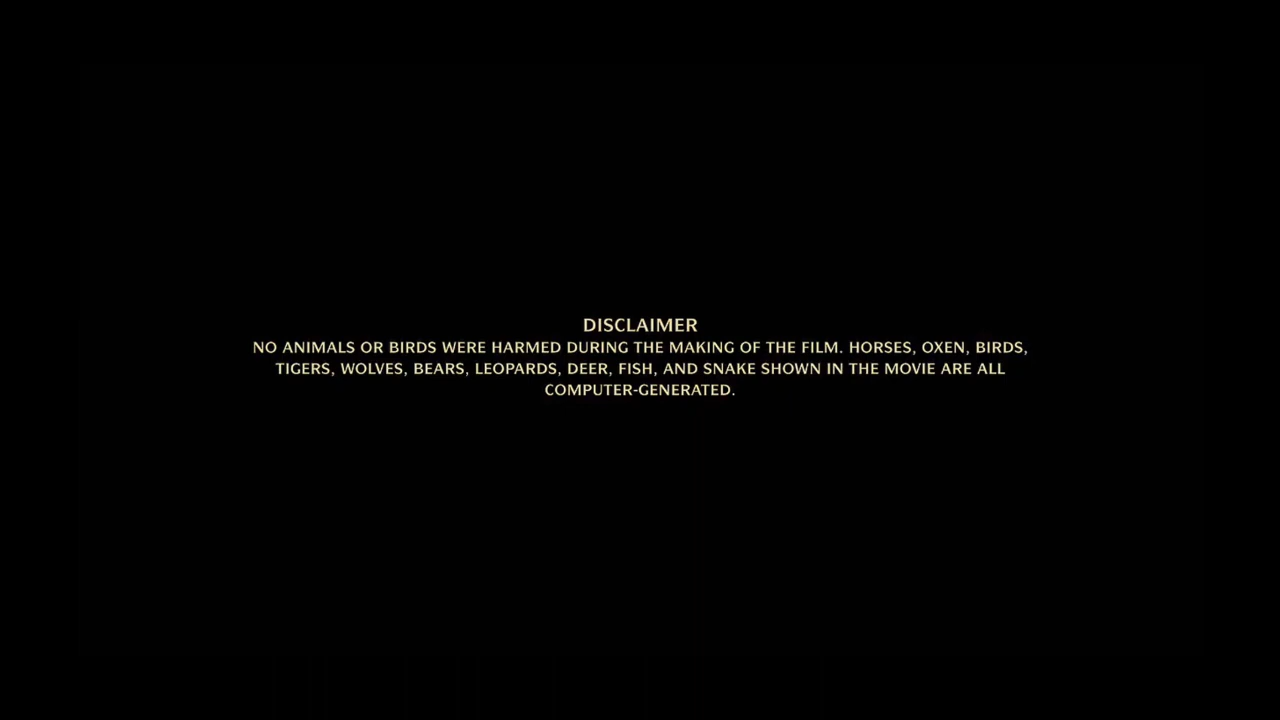 DISCLAIMER
NO ANIMALS OR BIRDS WERE HARMED DURING THE MAKING OF THE FILM. HORSES, OXEN, BIRDS,
TIGERS, WOLVES, BEARS, LEOPARDS, DEER, FISH, AND SNAKE SHOWN IN THE MOVIE ARE ALL
COMPUTER-GENERATED.